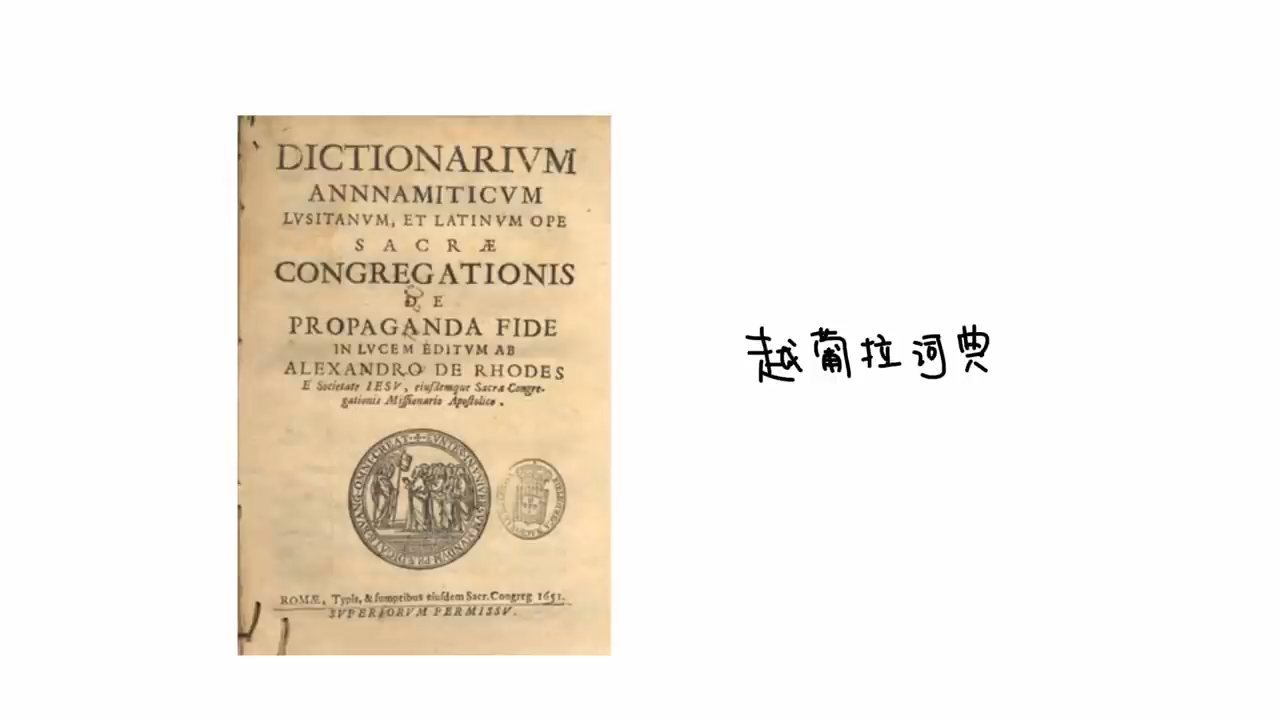 DICTIONARIVM
ANNNAMITICVM
LVSITANVM, ET LATINVM OPE
SACRÆ
CONGREGATIONIS
DE
PROPAGANDA FIDE
IN LVCEM EDITVM AB
ALEXANDRO DE RHODES
E Societate IESV, eiuſdemque Sacræ Congre-
gationis Miſſionario Apoſtolico.
ROMÆ, Typis, & ſumptibus eiuſdem Sacr. Congreg. 1651.
SVPERIORVM PERMISSV.
越葡拉词典